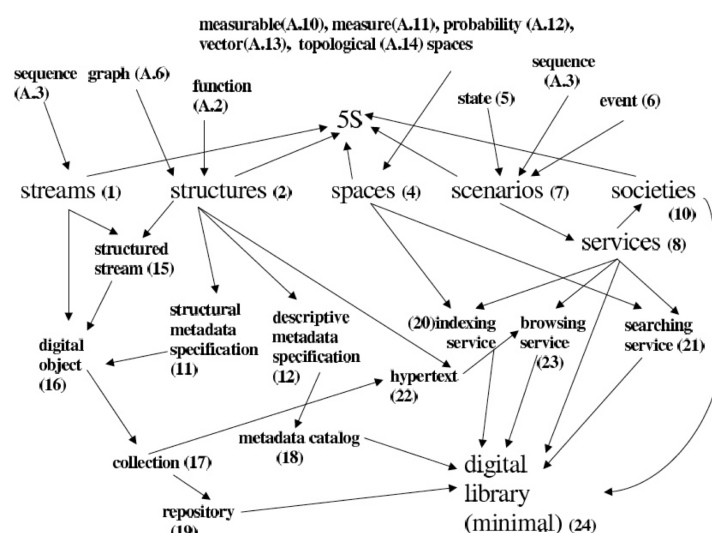 measurable(A.10), measure(A.11), probability (A.12),
vector(A.13), topological (A.14) spaces
sequence
(A.3)
graph (A.6)
function
(A.2)
sequence
(A.3)
state (5)
event (6)
5S
streams (1)
structures (2)
spaces (4)
scenarios (7)
societies
(10)
services (8)
structured
stream (15)
digital
object
(16)
structural
metadata
specification
(11)
descriptive
metadata
specification
(12)
(20)indexing
service
browsing
service
(23)
searching
service (21)
hypertext
(22)
metadata catalog
(18)
collection (17)
repository
(19)
digital
library
(minimal) (24)